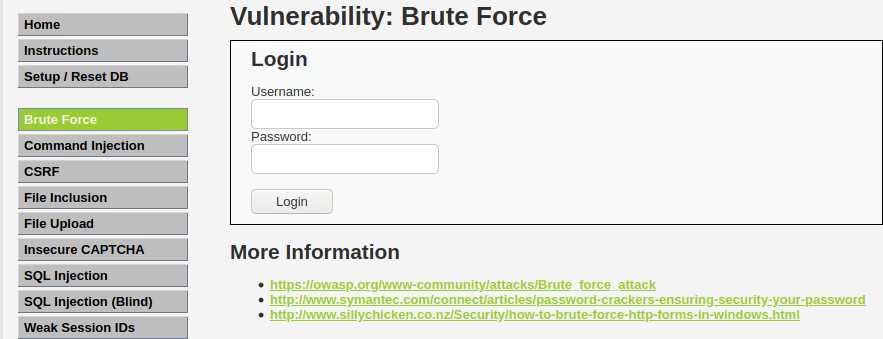 Home
Instructions
Setup / Reset DB
Brute Force
Command Injection
CSRF
File Inclusion
File Upload
Insecure CAPTCHA
SQL Injection
SQL Injection (Blind)
Weak Session IDs
Vulnerability: Brute Force
Login
Username:
Password:
Login
More Information
https://owasp.org/www-community/attacks/Brute_force_attack
http://www.symantec.com/connect/articles/password-crackers-ensuring-security-your-password
http://www.sillychicken.co.nz/Security/how-to-brute-force-http-forms-in-windows.html